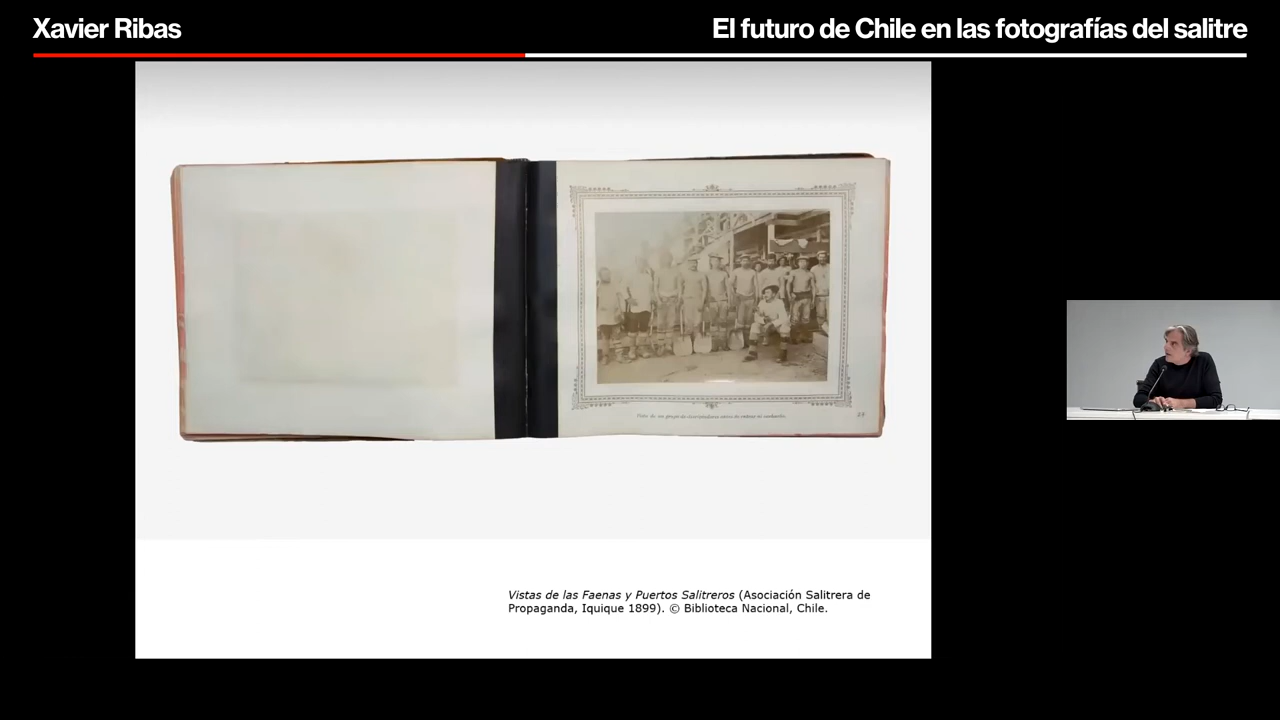 Xavier Ribas
El futuro de Chile en las fotografías del salitre
Vistas de las Faenas y Puertos Salitreros (Asociación Salitrera de
Propaganda, Iquique 1899). © Biblioteca Nacional, Chile.